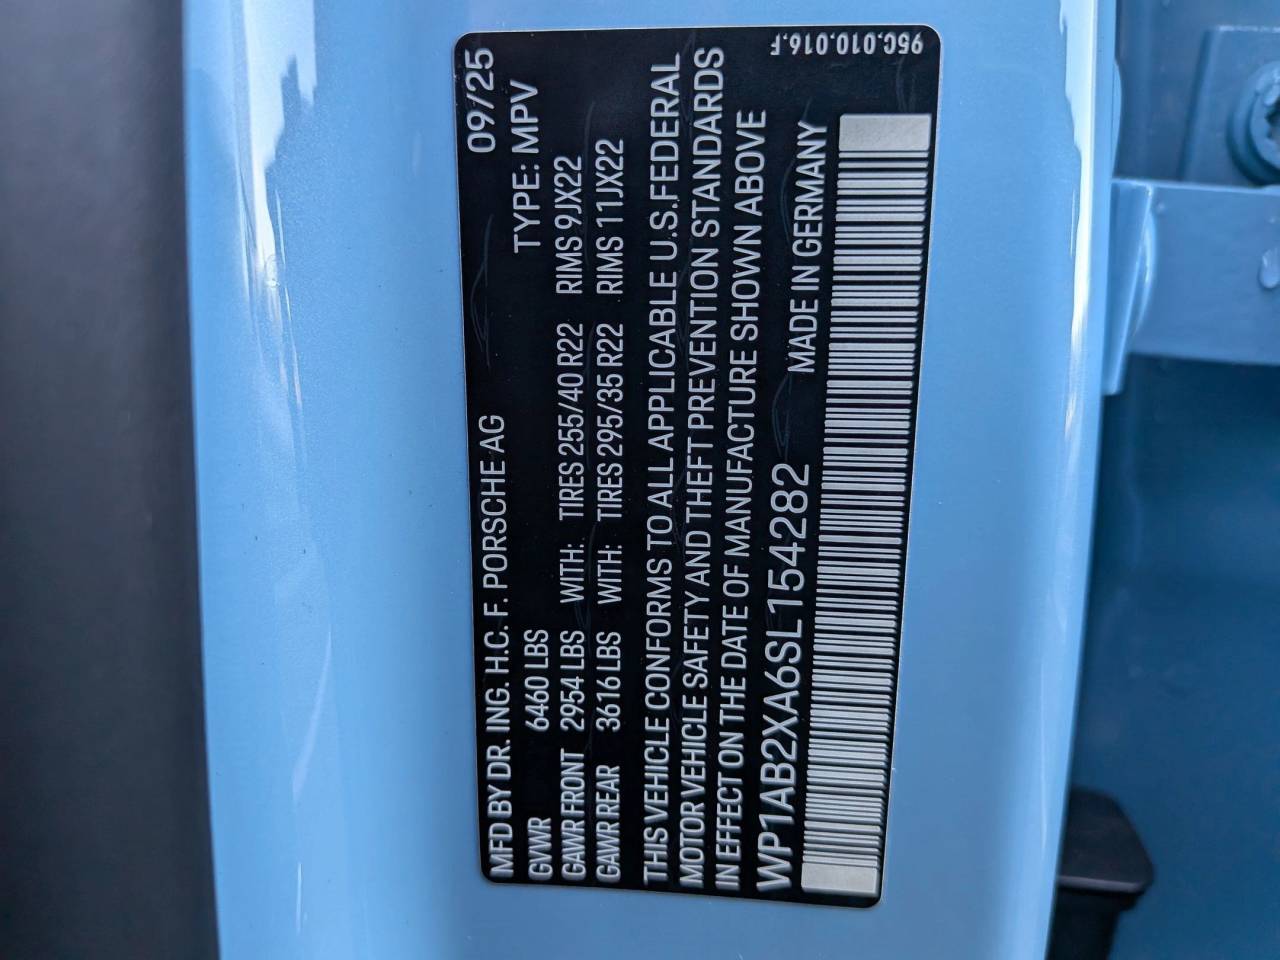 MFD BY DR. ING. H.C. F. PORSCHE AG 09/25
GVWR 6460 LBS TYPE: MPV
GAWR FRONT 2954 LBS WITH: TIRES 255/40 R22 RIMS 9JX22
GAWR REAR 3616 LBS WITH: TIRES 295/35 R22 RIMS 11JX22
THIS VEHICLE CONFORMS TO ALL APPLICABLE U.S.FEDERAL
MOTOR VEHICLE SAFETY AND THEFT PREVENTION STANDARDS
IN EFFECT ON THE DATE OF MANUFACTURE SHOWN ABOVE
WP1AB2XA6SL154282 MADE IN GERMANY
95C.010.016.F